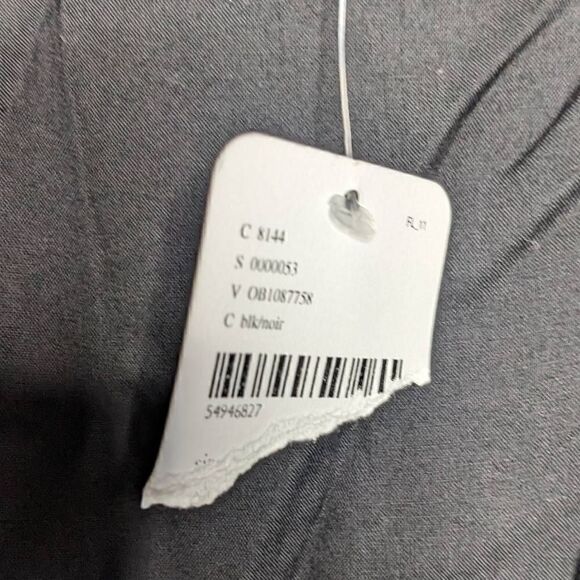 C 8144
S 0000053
V OB1087758
C blk/noir
54946827